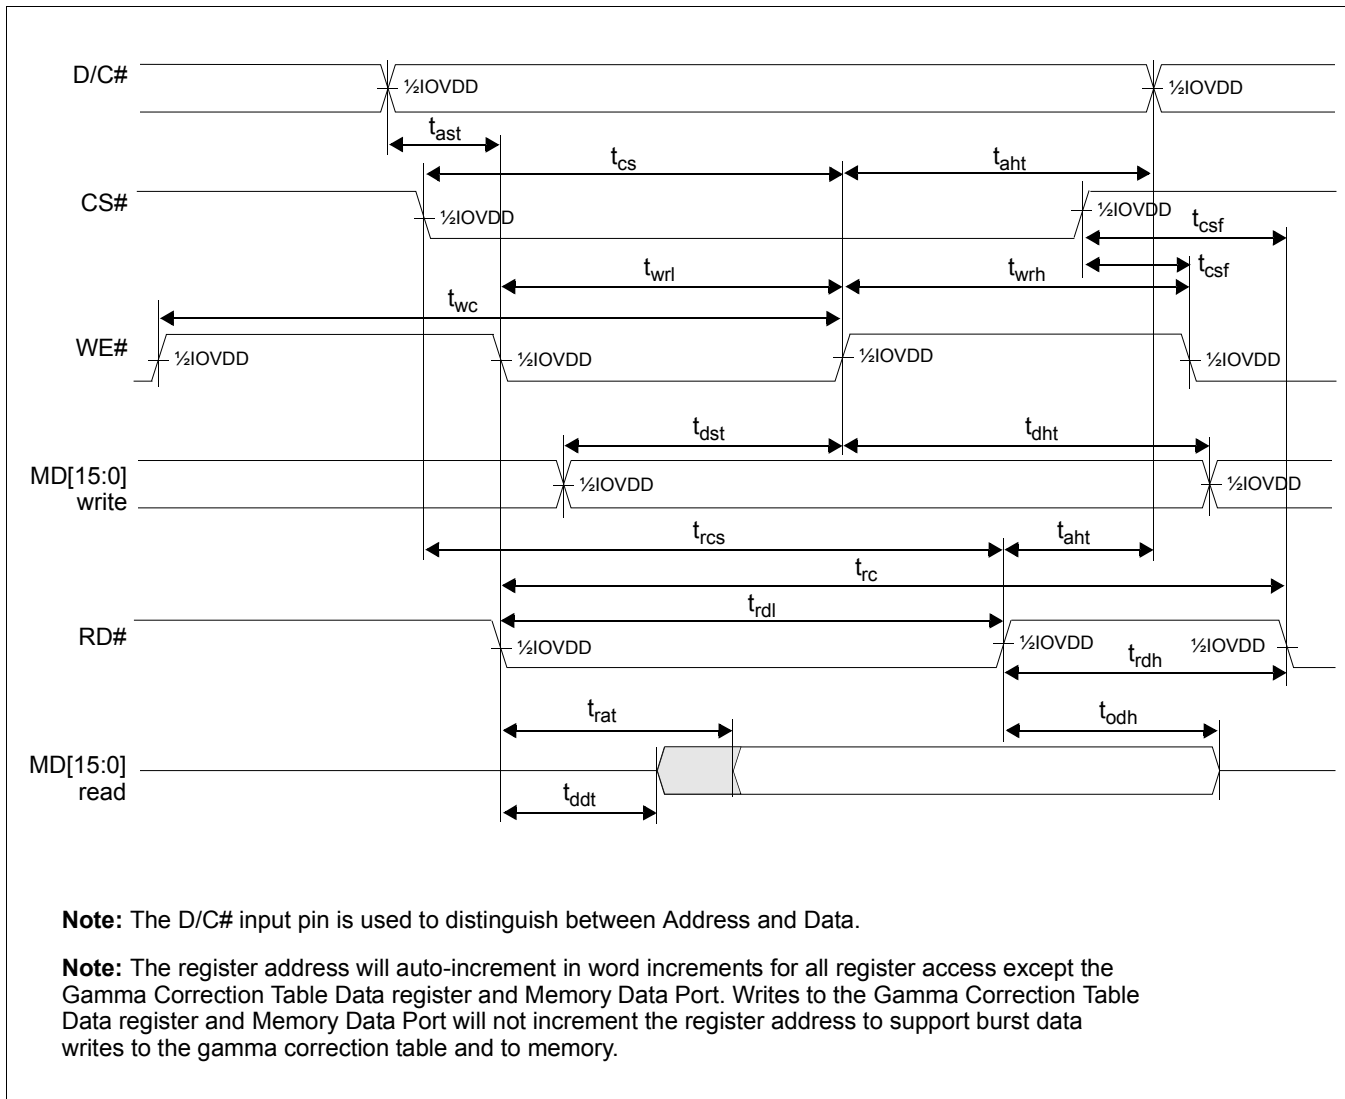 D/C#
½IOVDD
½IOVDD
tast
tcs
taht
CS#
½IOVDD
½IOVDD
tcsf
tcsf
twrl
twrh
twc
WE#
½IOVDD
½IOVDD
½IOVDD
½IOVDD
tdst
tdht
MD[15:0]
write
½IOVDD
½IOVDD
trcs
taht
trc
trdl
RD#
½IOVDD
½IOVDD
½IOVDD
trdh
trat
todh
MD[15:0]
read
tddt
Note: The D/C# input pin is used to distinguish between Address and Data.
Note: The register address will auto-increment in word increments for all register access except the
Gamma Correction Table Data register and Memory Data Port. Writes to the Gamma Correction Table
Data register and Memory Data Port will not increment the register address to support burst data
writes to the gamma correction table and to memory.